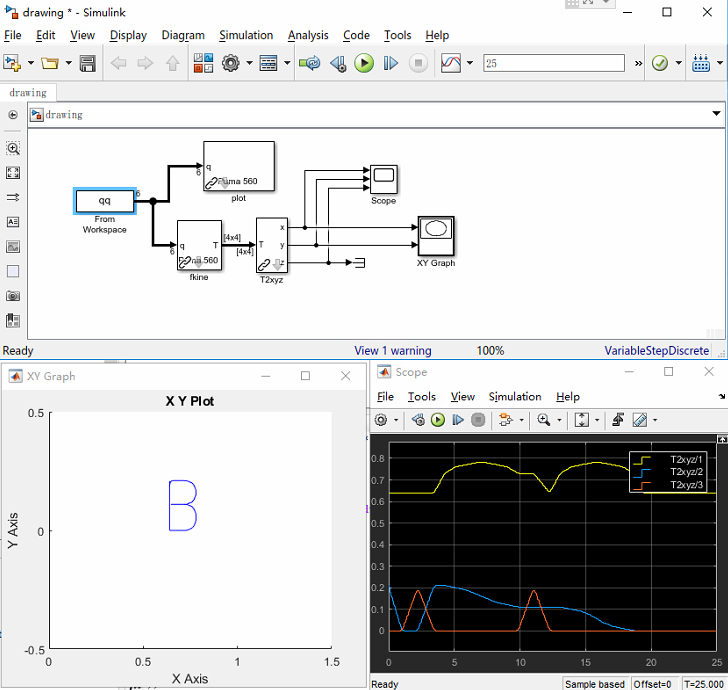 drawing * - Simulink
File Edit View Display Diagram Simulation Analysis Code Tools Help
25
»
drawing
drawing
6
q
6
Puma 560
plot
qq
From
Workspace
6
q T
560
fkine
[4x4]
[4x4]
T
x
y
z
T2xyz
Scope
XY Graph
Ready View 1 warning 100% VariableStepDiscrete
XY Graph
X Y Plot
0.5
0
-0.5
Y Axis
0 0.5 1 1.5
X Axis
Scope
File Tools View Simulation Help
T2xyz/1
T2xyz/2
T2xyz/3
0.8
0.7
0.6
0.5
0.4
0.3
0.2
0.1
0
0 5 10 15 20 25
Ready Sample based Offset=0 T=25.000